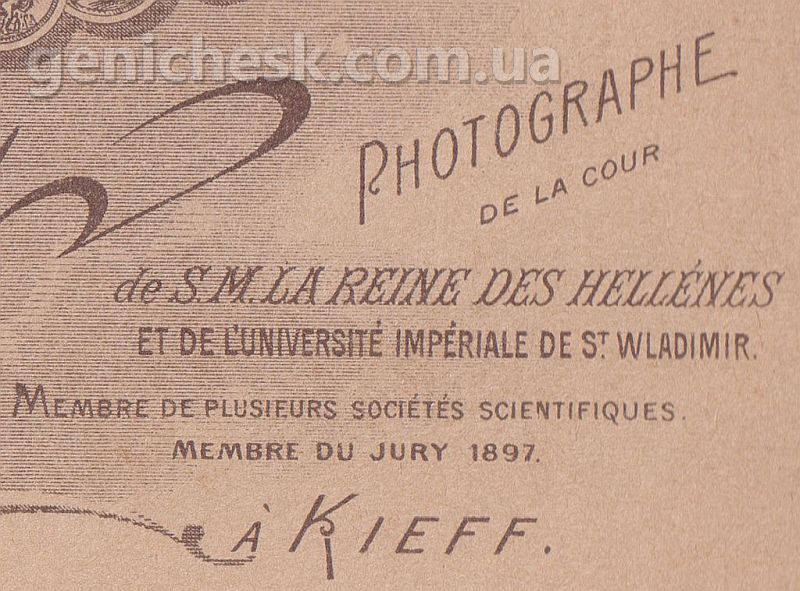 genichesk.com.ua
PHOTOGRAPHE
DE LA COUR
de S.M. LA REINE DES HELLÉNES
ET DE L'UNIVERSITÉ IMPÉRIALE DE ST WLADIMIR.
MEMBRE DE PLUSIEURS SOCIÉTÉS SCIENTIFIQUES.
MEMBRE DU JURY 1897.
À KIEFF.